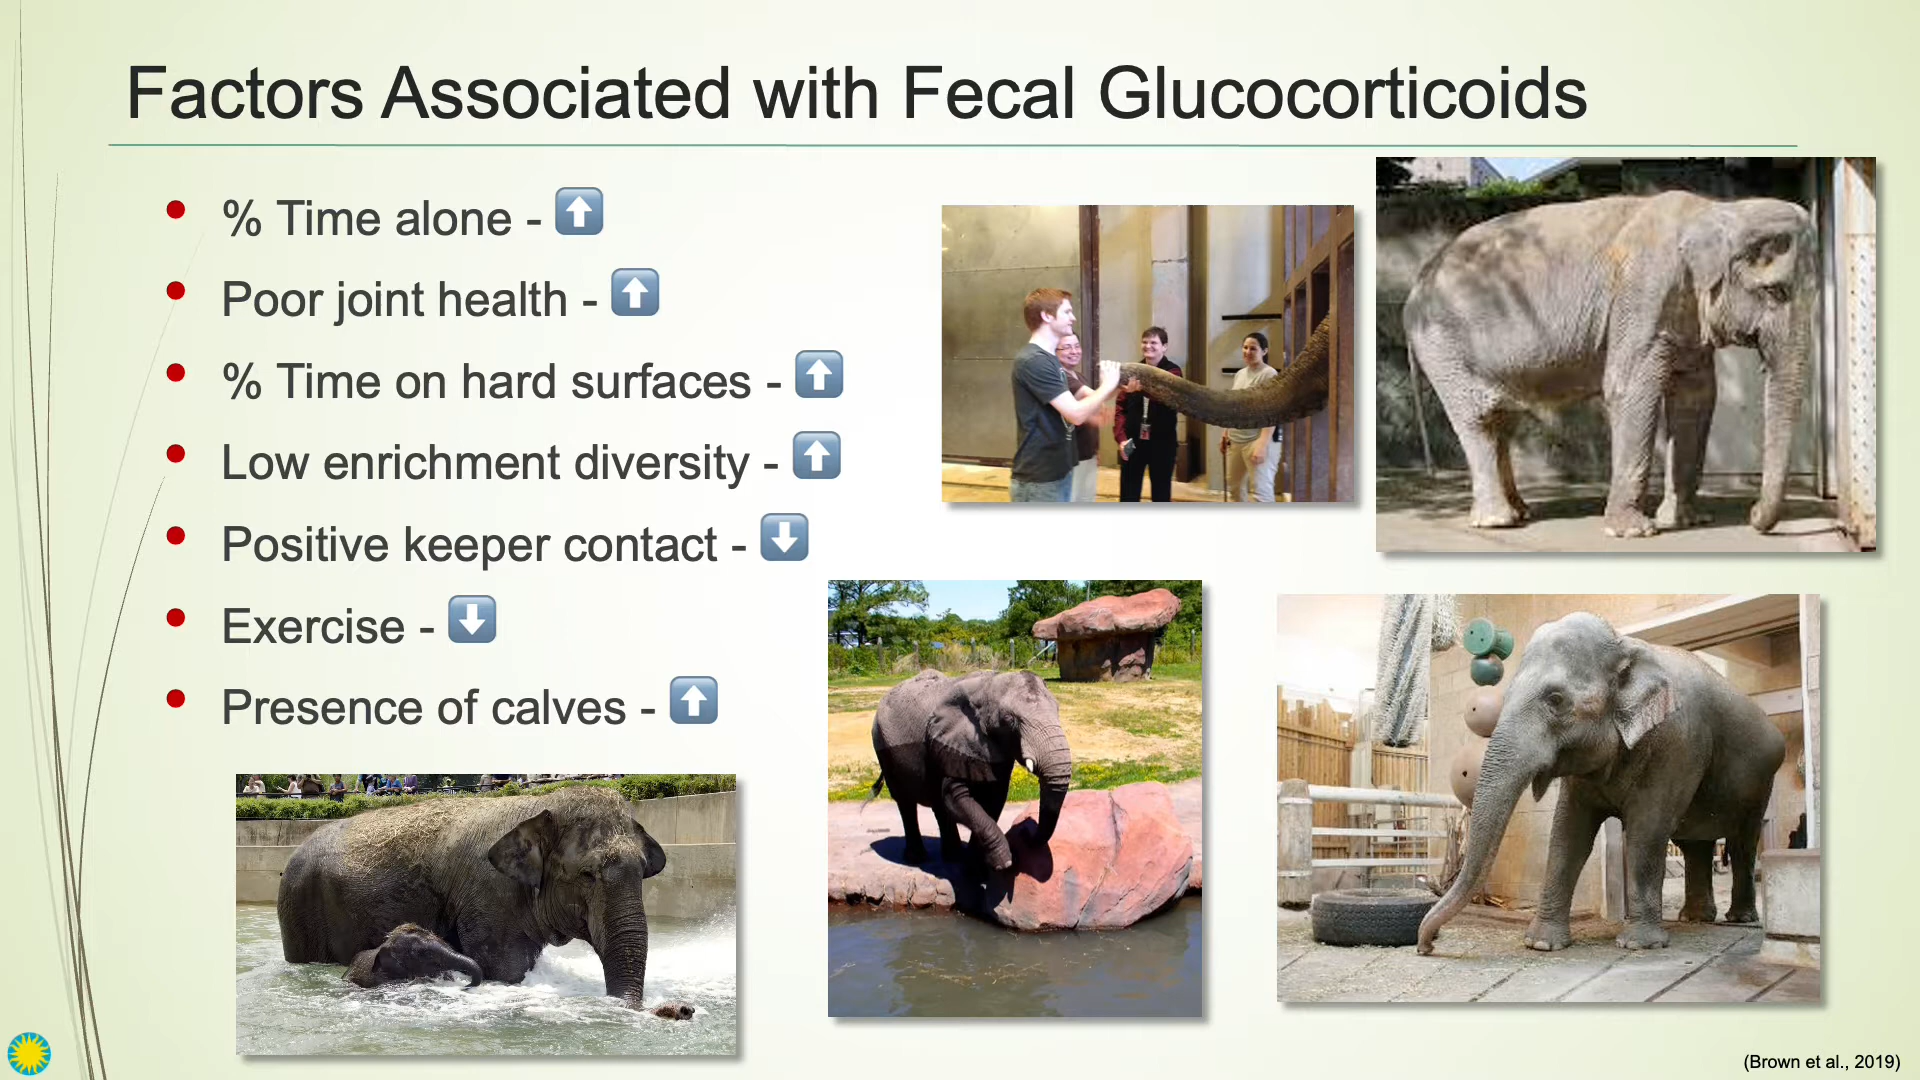 Factors Associated with Fecal Glucocorticoids
• % Time alone - ⬆️
• Poor joint health - ⬆️
• % Time on hard surfaces - ⬆️
• Low enrichment diversity - ⬆️
• Positive keeper contact - ⬇️
• Exercise - ⬇️
• Presence of calves - ⬆️
(Brown et al., 2019)